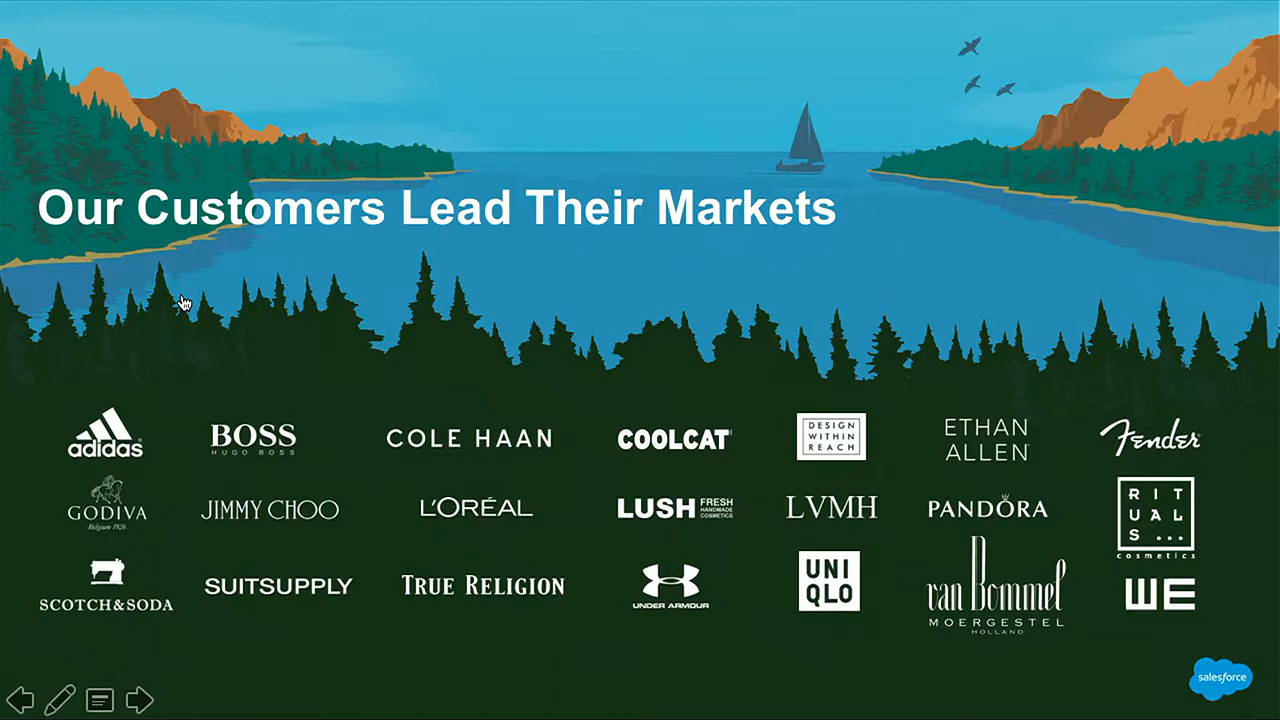 Our Customers Lead Their Markets
adidas
BOSS
HUGO BOSS
COLE HAAN
COOLCAT
DESIGN
WITHIN
REACH
ETHAN
ALLEN
Fender
GODIVA
Belgium 1926
JIMMY CHOO
L'ORÉAL
LUSH FRESH
HANDMADE
COSMETICS
LVMH
PANDORA
RIT
UAL
S ...
cosmetics
SCOTCH&SODA
SUITSUPPLY
TRUE RELIGION
UNDER ARMOUR
UNI
QLO
van Bommel
MOERGESTEL
HOLLAND
WE
salesforce